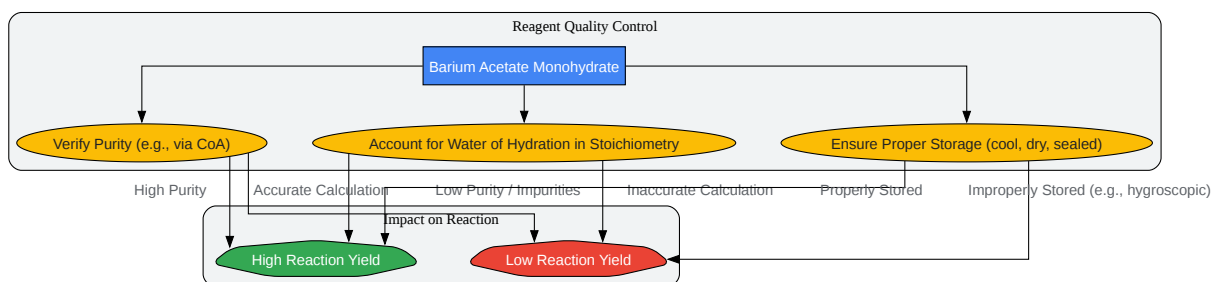 Reagent Quality Control
Barium Acetate Monohydrate
Verify Purity (e.g., via CoA)
Account for Water of Hydration in Stoichiometry
Ensure Proper Storage (cool, dry, sealed)
High Purity
Accurate Calculation
Low Purity / Impurities
Inaccurate Calculation
Properly Stored
Improperly Stored (e.g., hygroscopic)
Impact on Reaction
High Reaction Yield
Low Reaction Yield